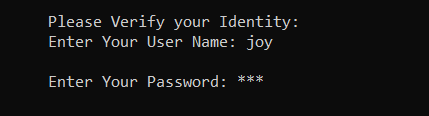 Please Verify your Identity:
Enter Your User Name: joy
Enter Your Password: ***